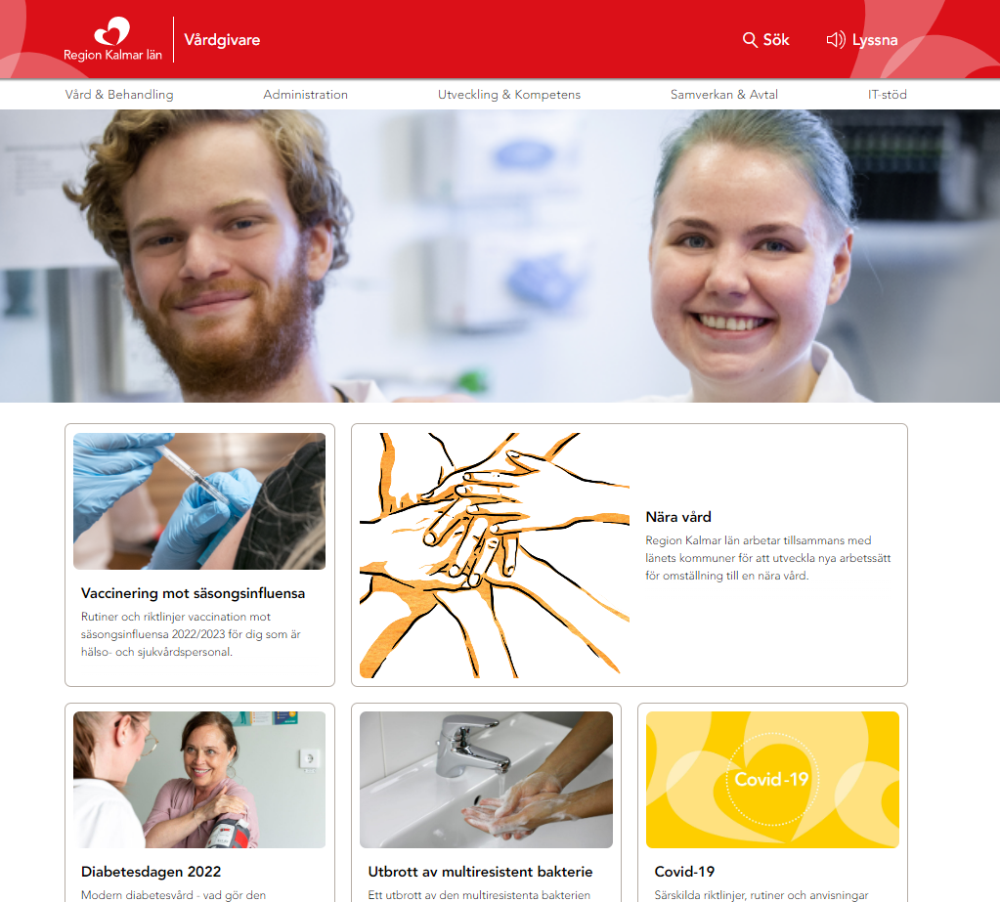 Region Kalmar län
Vårdgivare
Sök
Lyssna
Vård & Behandling
Administration
Utveckling & Kompetens
Samverkan & Avtal
IT-stöd
Vaccinering mot säsongsinfluensa
Rutiner och riktlinjer vaccination mot
säsongsinfluensa 2022/2023 för dig som är
hälso- och sjukvårdspersonal.
Nära vård
Region Kalmar län arbetar tillsammans med
länets kommuner för att utveckla nya arbetssätt
för omställning till en nära vård.
Diabetesdagen 2022
Modern diabetesvård - vad gör den
Utbrott av multiresistent bakterie
Ett utbrott av den multiresistenta bakterien
Covid-19
Covid-19
Särskilda riktlinjer, rutiner och anvisningar